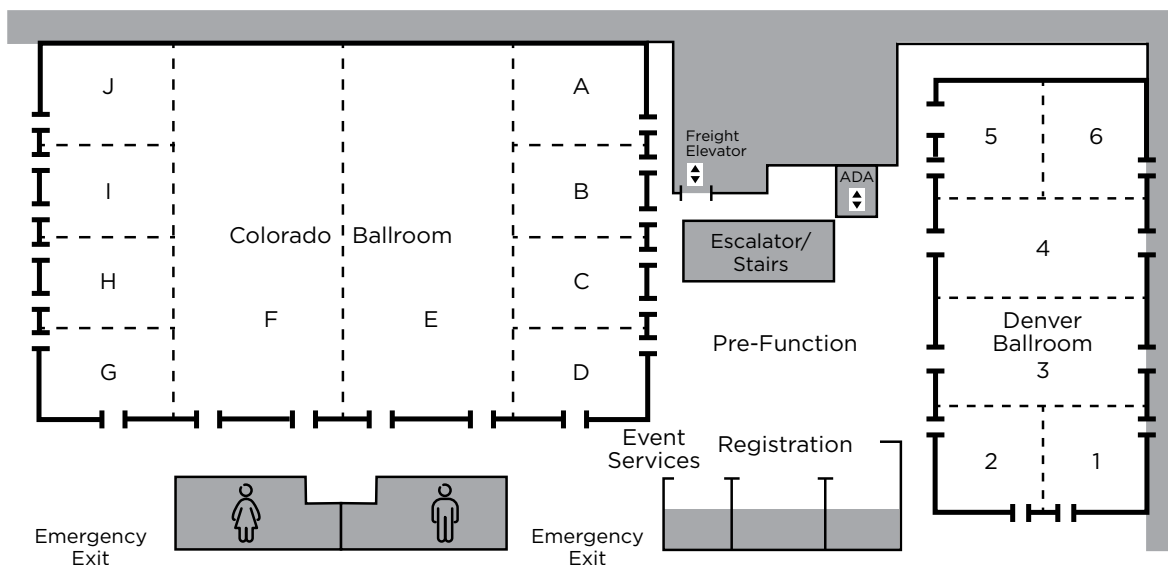 J
A
5
6
Freight
Elevator
ADA
I
B
Colorado Ballroom
Escalator/
Stairs
4
H
C
F
E
Denver
Ballroom
3
Pre-Function
G
D
Event
Services
Registration
2
1
Emergency
Exit
Emergency
Exit